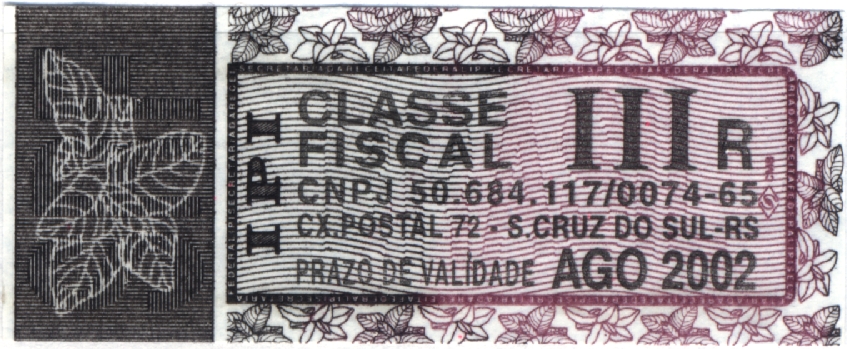 IPI
CLASSE FISCAL III R
CNPJ 50.684.117/0074-65
CX.POSTAL 72 - S.CRUZ DO SUL-RS
PRAZO DE VALIDADE AGO 2002